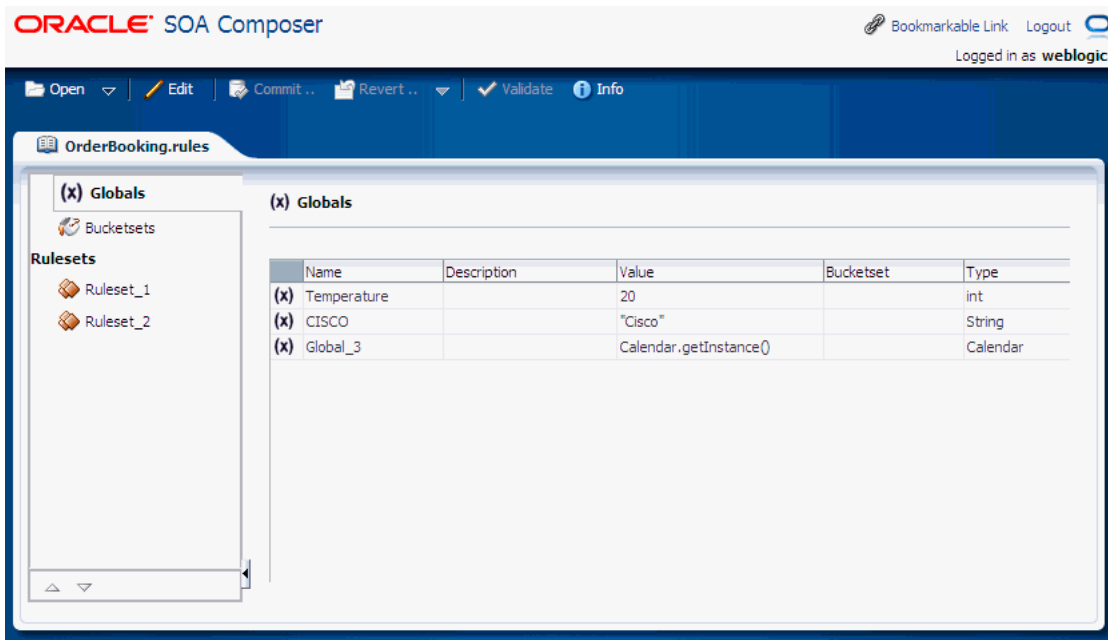 ORACLE SOA Composer
Bookmarkable Link Logout
Logged in as weblogic
Open Edit Commit .. Revert .. Validate Info
OrderBooking.rules
(x) Globals
Bucketsets
Rulesets
Ruleset_1
Ruleset_2
(x) Globals
Name Description Value Bucketset Type
(x) Temperature 20 int
(x) CISCO "Cisco" String
(x) Global_3 Calendar.getInstance() Calendar